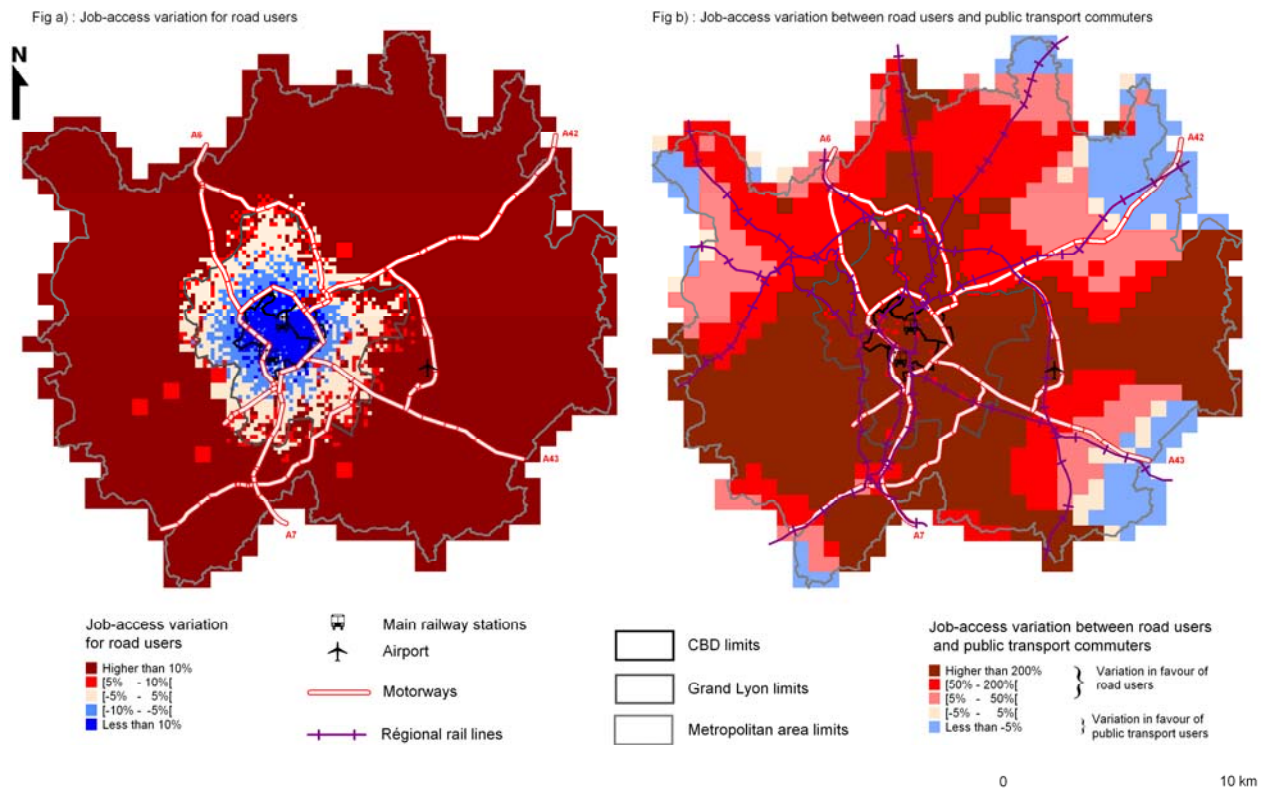 Fig a) : Job-access variation for road users
Fig b) : Job-access variation between road users and public transport commuters
N
A6
A42
A43
A7
A6
A42
A43
A7
Job-access variation
for road users
Higher than 10%
[5% - 10%[
[-5% - 5%[
[-10% - -5%[
Less than 10%
Main railway stations
Airport
Motorways
Régional rail lines
CBD limits
Grand Lyon limits
Metropolitan area limits
Job-access variation between road users
and public transport commuters
Higher than 200%
[50% - 200%[
[5% - 50%[
[-5% - 5%[
Less than -5%
Variation in favour of
road users
Variation in favour of
public transport users
0 10 km